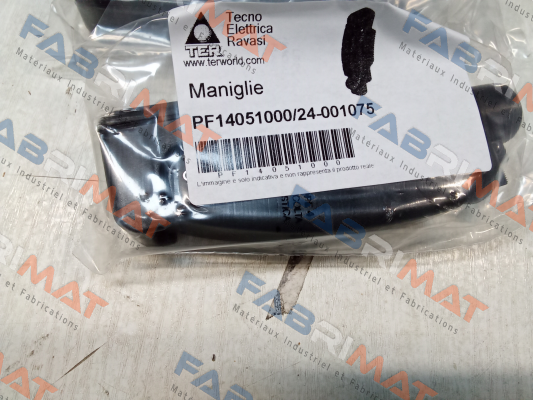 Tecno
Elettrica
Ravasi
TER
www.terworld.com
Maniglie
PF14051000/24-001075
PF14051000
L'immagine è solo indicativa e non rappresenta il prodotto reale
FABRIMAT
Materiaux Industriel et Fabrications